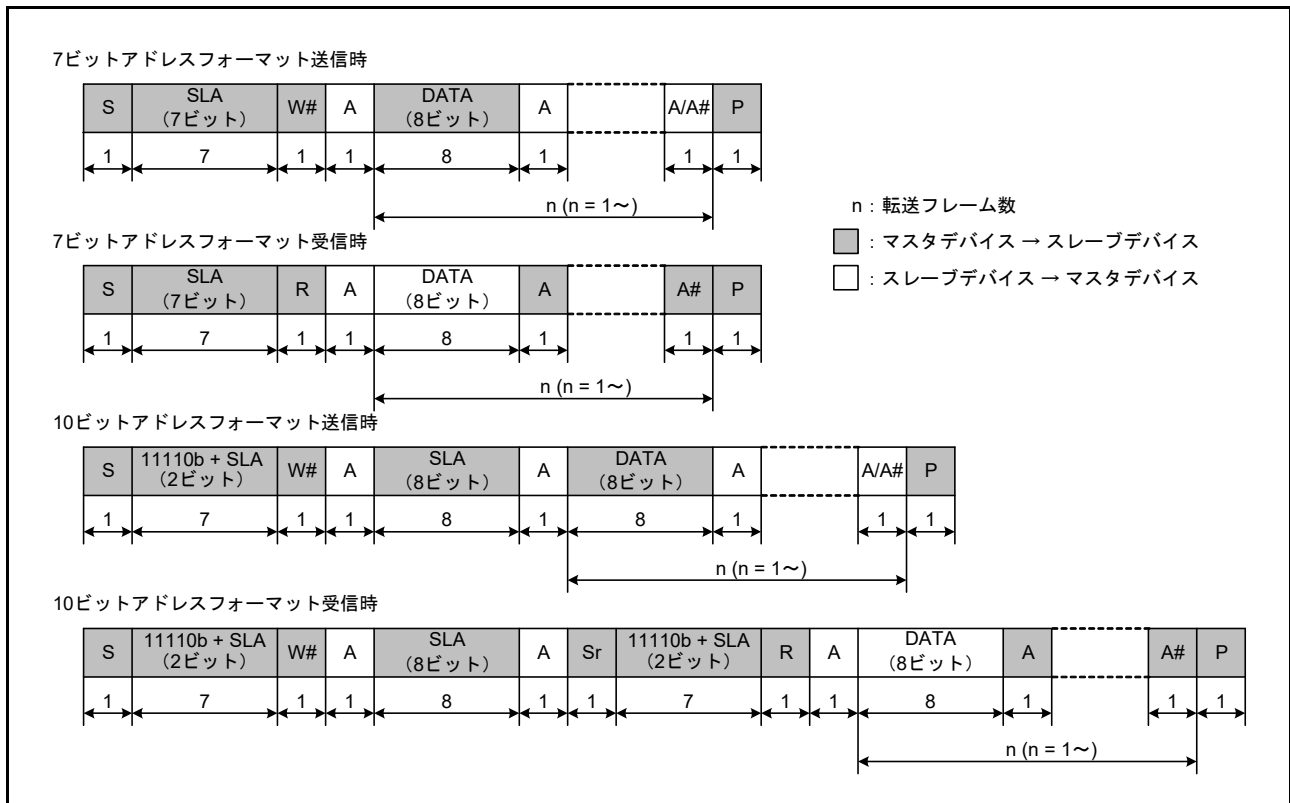 7ビットアドレスフォーマット送信時
S SLA (7ビット) W# A DATA (8ビット) A A/A# P
1 7 1 1 8 1 1 1
n (n = 1～)
n : 転送フレーム数
: マスタデバイス → スレーブデバイス
: スレーブデバイス → マスタデバイス
7ビットアドレスフォーマット受信時
S SLA (7ビット) R A DATA (8ビット) A A# P
1 7 1 1 8 1 1 1
n (n = 1～)
10ビットアドレスフォーマット送信時
S 11110b + SLA (2ビット) W# A SLA (8ビット) A DATA (8ビット) A A/A# P
1 7 1 1 8 1 8 1 1 1
n (n = 1～)
10ビットアドレスフォーマット受信時
S 11110b + SLA (2ビット) W# A SLA (8ビット) A Sr 11110b + SLA (2ビット) R A DATA (8ビット) A A# P
1 7 1 1 8 1 1 7 1 1 8 1 1 1
n (n = 1～)